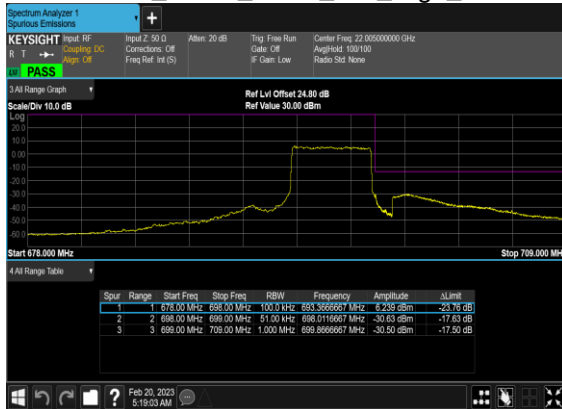 Spectrum Analyzer 1
Spurious Emissions
KEYSIGHT Input: RF Input Z: 50 Ω Atten: 20 dB Trig: Free Run Center Freq: 22.005000000 GHz
R T Coupling: DC Corrections: Off Gate: Off Avg|Hold: 100/100
Align: Off Freq Ref: Int (S) IF Gain: Low Radio Std: None
PASS
3 All Range Graph
Ref Lvl Offset 24.80 dB
Scale/Div 10.0 dB Ref Value 30.00 dBm
Log
20.0
10.0
0.00
-10.0
-20.0
-30.0
-40.0
-50.0
-60.0
Start 678.000 MHz Stop 709.000 MH
4 All Range Table
Spur Range Start Freq Stop Freq RBW Frequency Amplitude ΔLimit
1 1 678.00 MHz 698.00 MHz 100.0 kHz 693.3666667 MHz 6.239 dBm -23.76 dB
2 2 698.00 MHz 699.00 MHz 51.00 kHz 698.0116667 MHz -30.63 dBm -17.63 dB
3 3 699.00 MHz 709.00 MHz 1.000 MHz 699.8666667 MHz -30.50 dBm -17.50 dB
Feb 20, 2023
5:19:03 AM